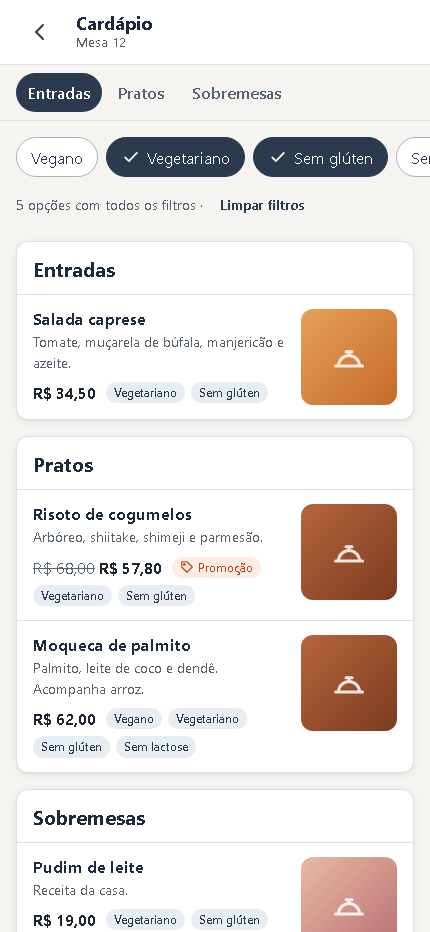 Cardápio
Mesa 12
Entradas Pratos Sobremesas
Vegano Vegetariano Sem glúten
5 opções com todos os filtros · Limpar filtros
Entradas
Salada caprese
Tomate, muçarela de búfala, manjericão e
azeite.
R$ 34,50 Vegetariano Sem glúten
Pratos
Risoto de cogumelos
Arbóreo, shiitake, shimeji e parmesão.
R$ 68,00 R$ 57,80 Promoção
Vegetariano Sem glúten
Moqueca de palmito
Palmito, leite de coco e dendê.
Acompanha arroz.
R$ 62,00 Vegano Vegetariano
Sem glúten Sem lactose
Sobremesas
Pudim de leite
Receita da casa.
R$ 19,00 Vegetariano Sem glúten